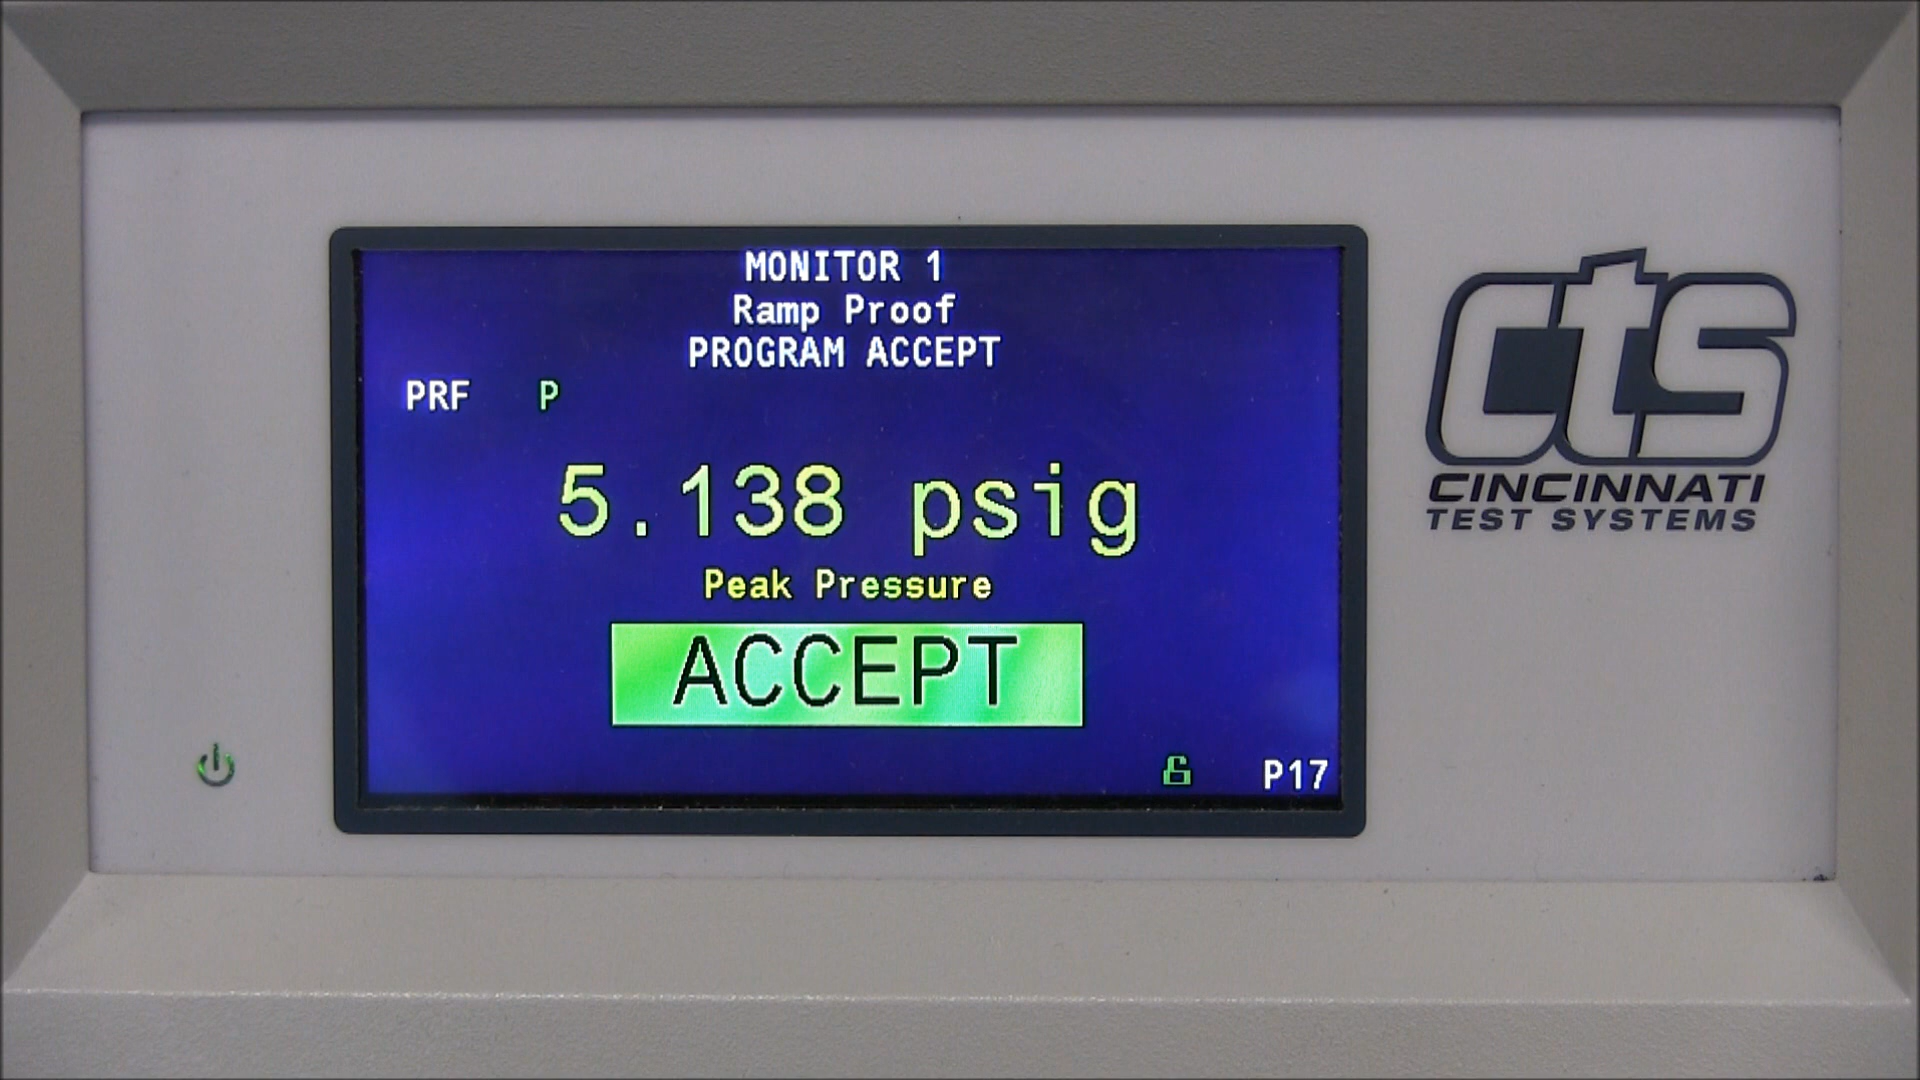 MONITOR 1
Ramp Proof
PROGRAM ACCEPT
PRF P
5.138 psig
Peak Pressure
ACCEPT
P17
cts
CINCINNATI
TEST SYSTEMS